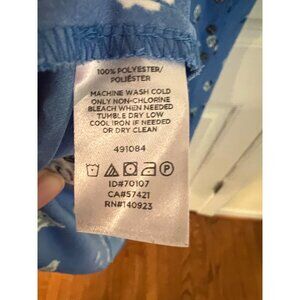 100% POLYESTER/
POLIÉSTER
MACHINE WASH COLD
ONLY NON-CHLORINE
BLEACH WHEN NEEDED
TUMBLE DRY LOW
COOL IRON IF NEEDED
OR DRY CLEAN
491084
ID#70107
CA#57421
RN#140923